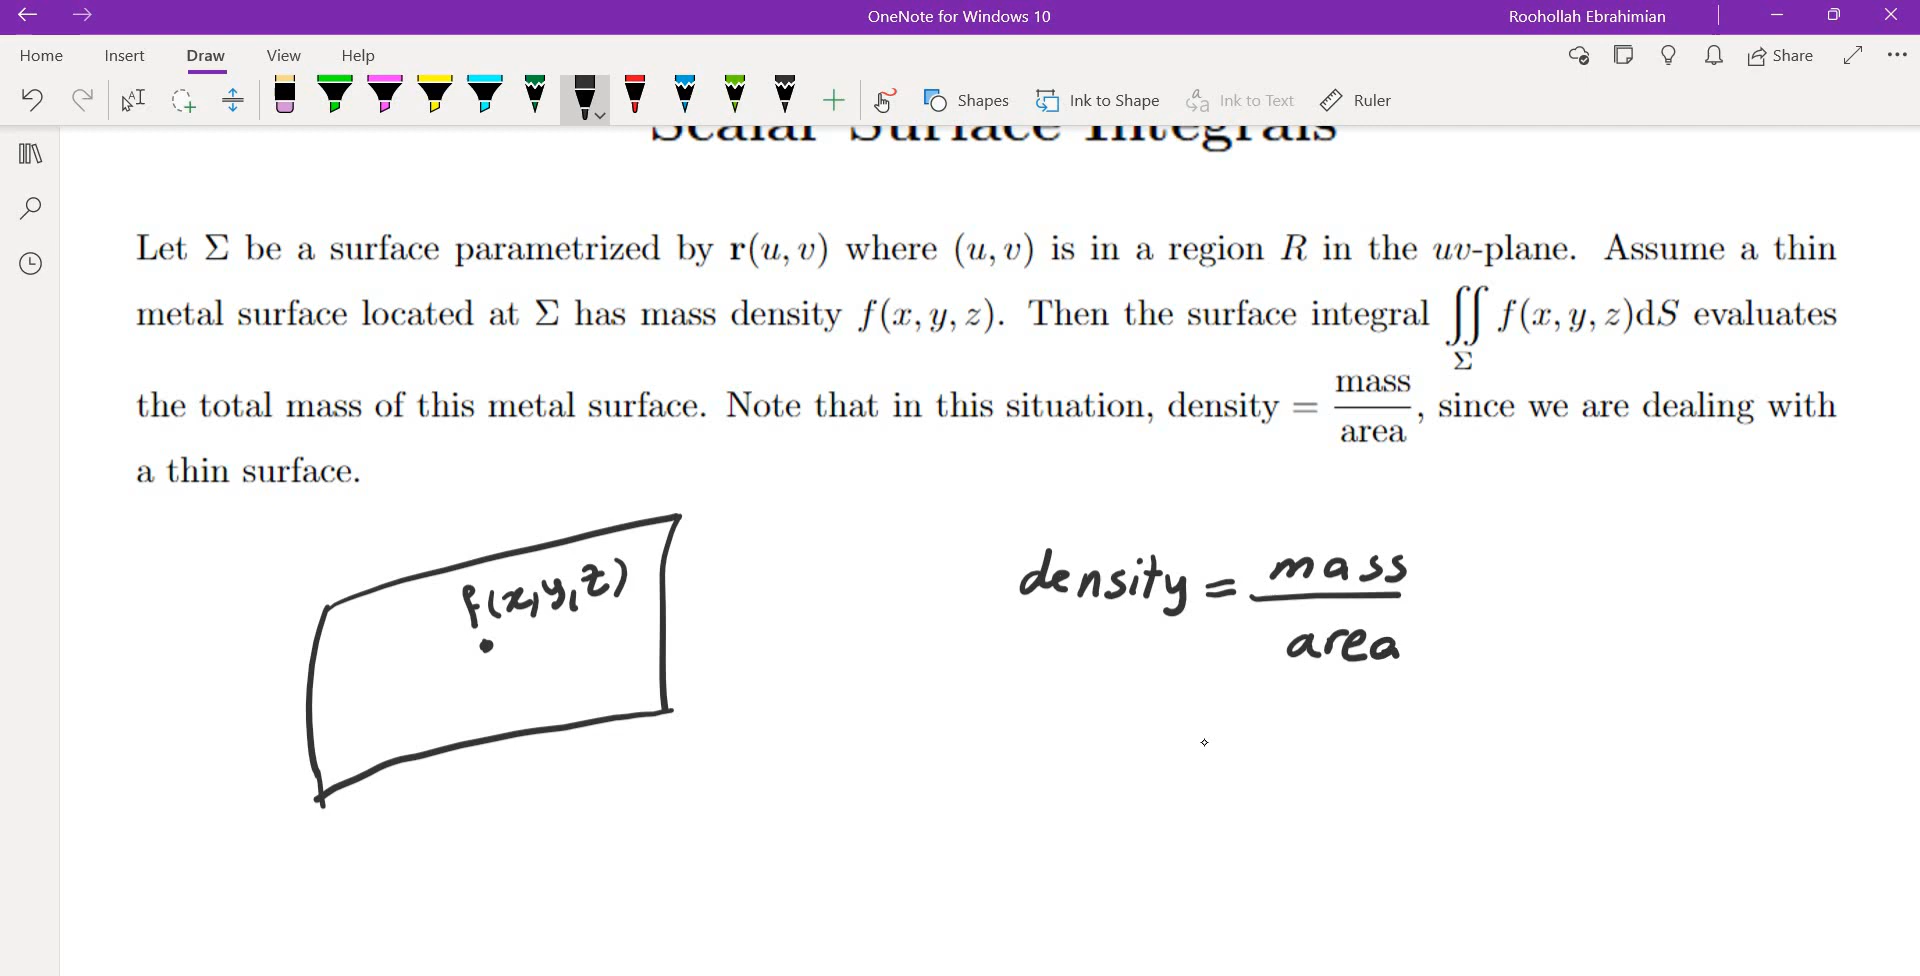 OneNote for Windows 10
Roohollah Ebrahimian
Home Insert Draw View Help
Share
Shapes Ink to Shape Ink to Text Ruler
Scalar Surface Integrals
Let Σ be a surface parametrized by r(u, v) where (u, v) is in a region R in the uv-plane. Assume a thin
metal surface located at Σ has mass density f(x, y, z). Then the surface integral ∬_Σ f(x, y, z)dS evaluates
the total mass of this metal surface. Note that in this situation, density = mass/area, since we are dealing with
a thin surface.
f(x,y,z)
density = mass/area